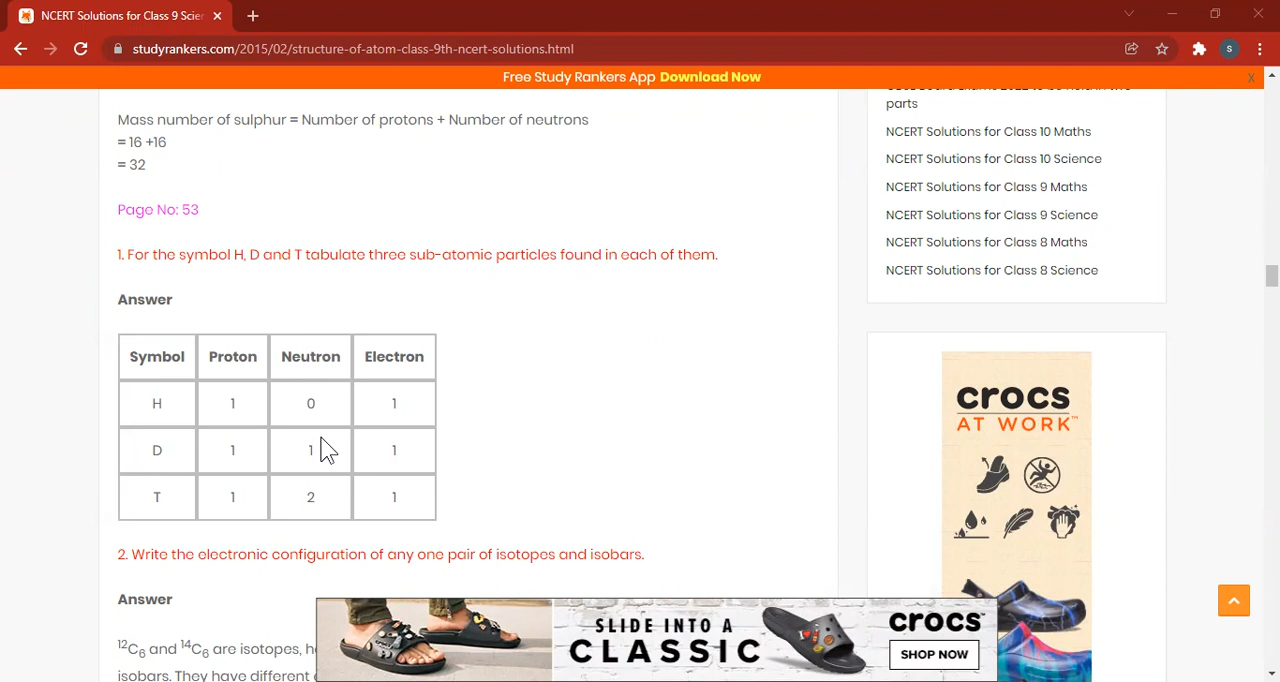 NCERT Solutions for Class 9 Scie
studyrankers.com/2015/02/structure-of-atom-class-9th-ncert-solutions.html
S
Free Study Rankers App Download Now
X
Mass number of sulphur = Number of protons + Number of neutrons
= 16 +16
= 32
Page No: 53
1. For the symbol H, D and T tabulate three sub-atomic particles found in each of them.
Answer
Symbol Proton Neutron Electron
H 1 0 1
D 1 1 1
T 1 2 1
2. Write the electronic configuration of any one pair of isotopes and isobars.
Answer
¹²C₆ and ¹⁴C₆ are isotopes,
isobars. They have different
parts
NCERT Solutions for Class 10 Maths
NCERT Solutions for Class 10 Science
NCERT Solutions for Class 9 Maths
NCERT Solutions for Class 9 Science
NCERT Solutions for Class 8 Maths
NCERT Solutions for Class 8 Science
crocs
AT WORK™
SLIDE INTO A
CLASSIC
crocs™
SHOP NOW